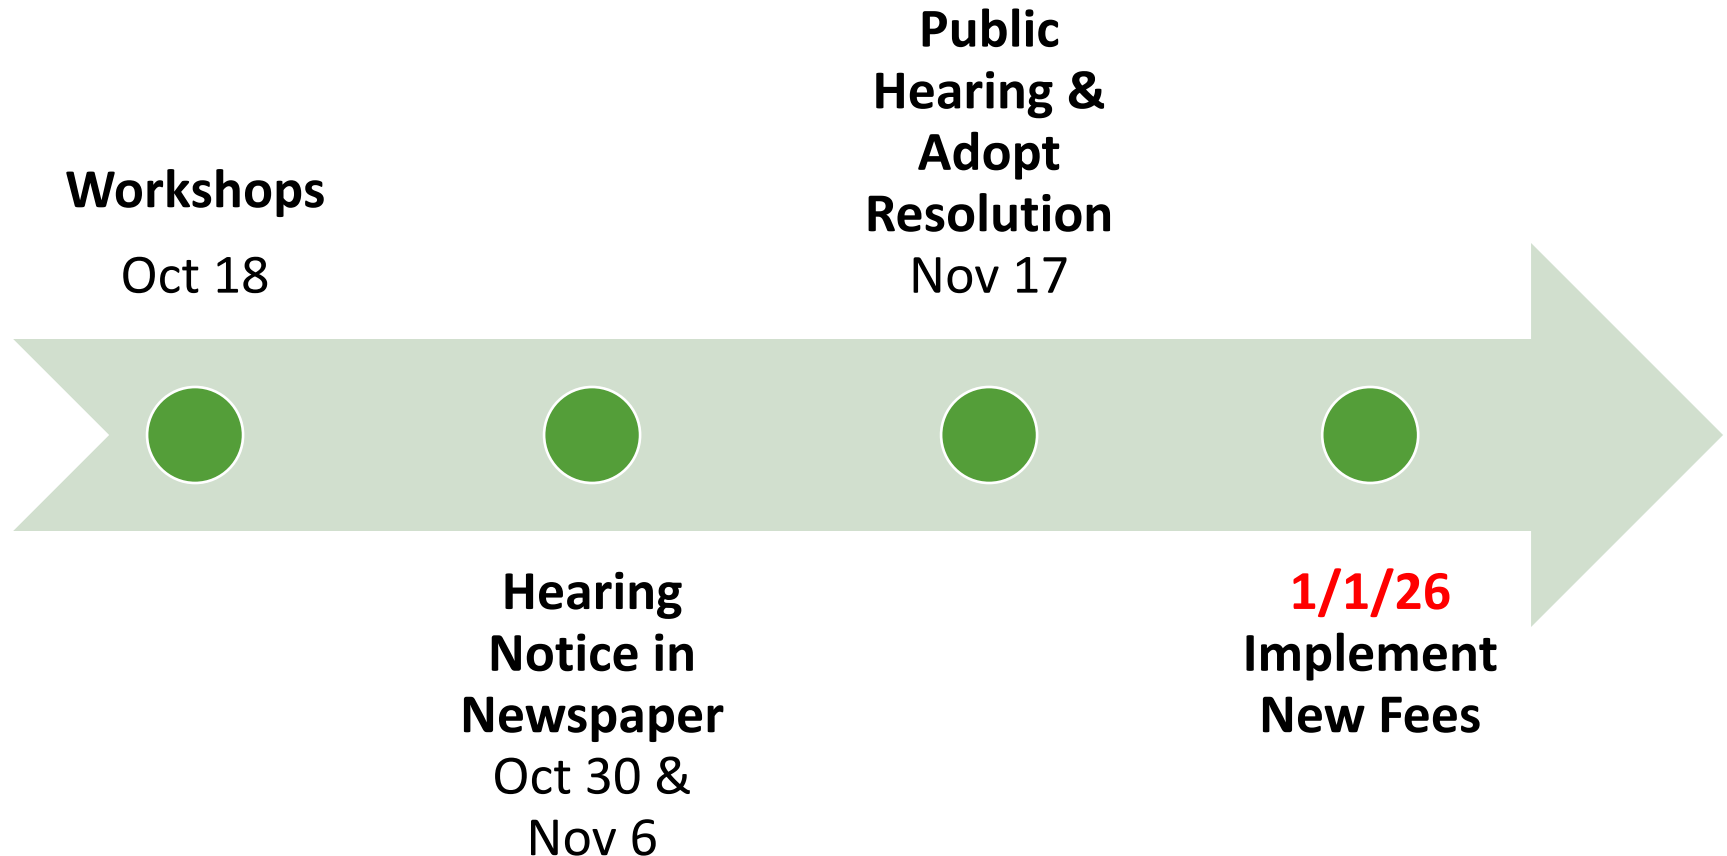 Workshops
Oct 18
Hearing
Notice in
Newspaper
Oct 30 &
Nov 6
Public
Hearing &
Adopt
Resolution
Nov 17
1/1/26
Implement
New Fees